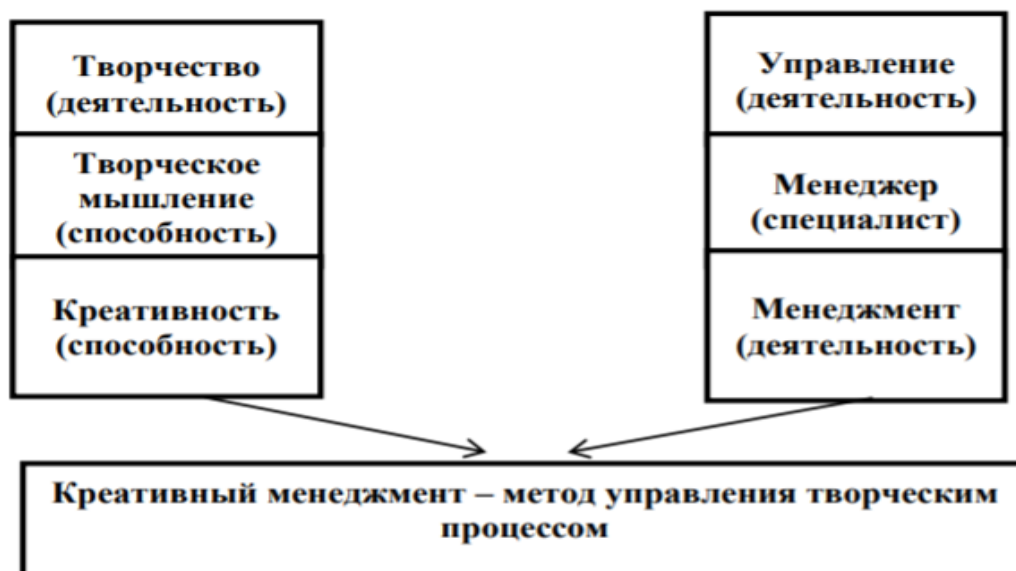 Творчество
(деятельность)
Творческое
мышление
(способность)
Креативность
(способность)
Управление
(деятельность)
Менеджер
(специалист)
Менеджмент
(деятельность)
Креативный менеджмент – метод управления творческим
процессом